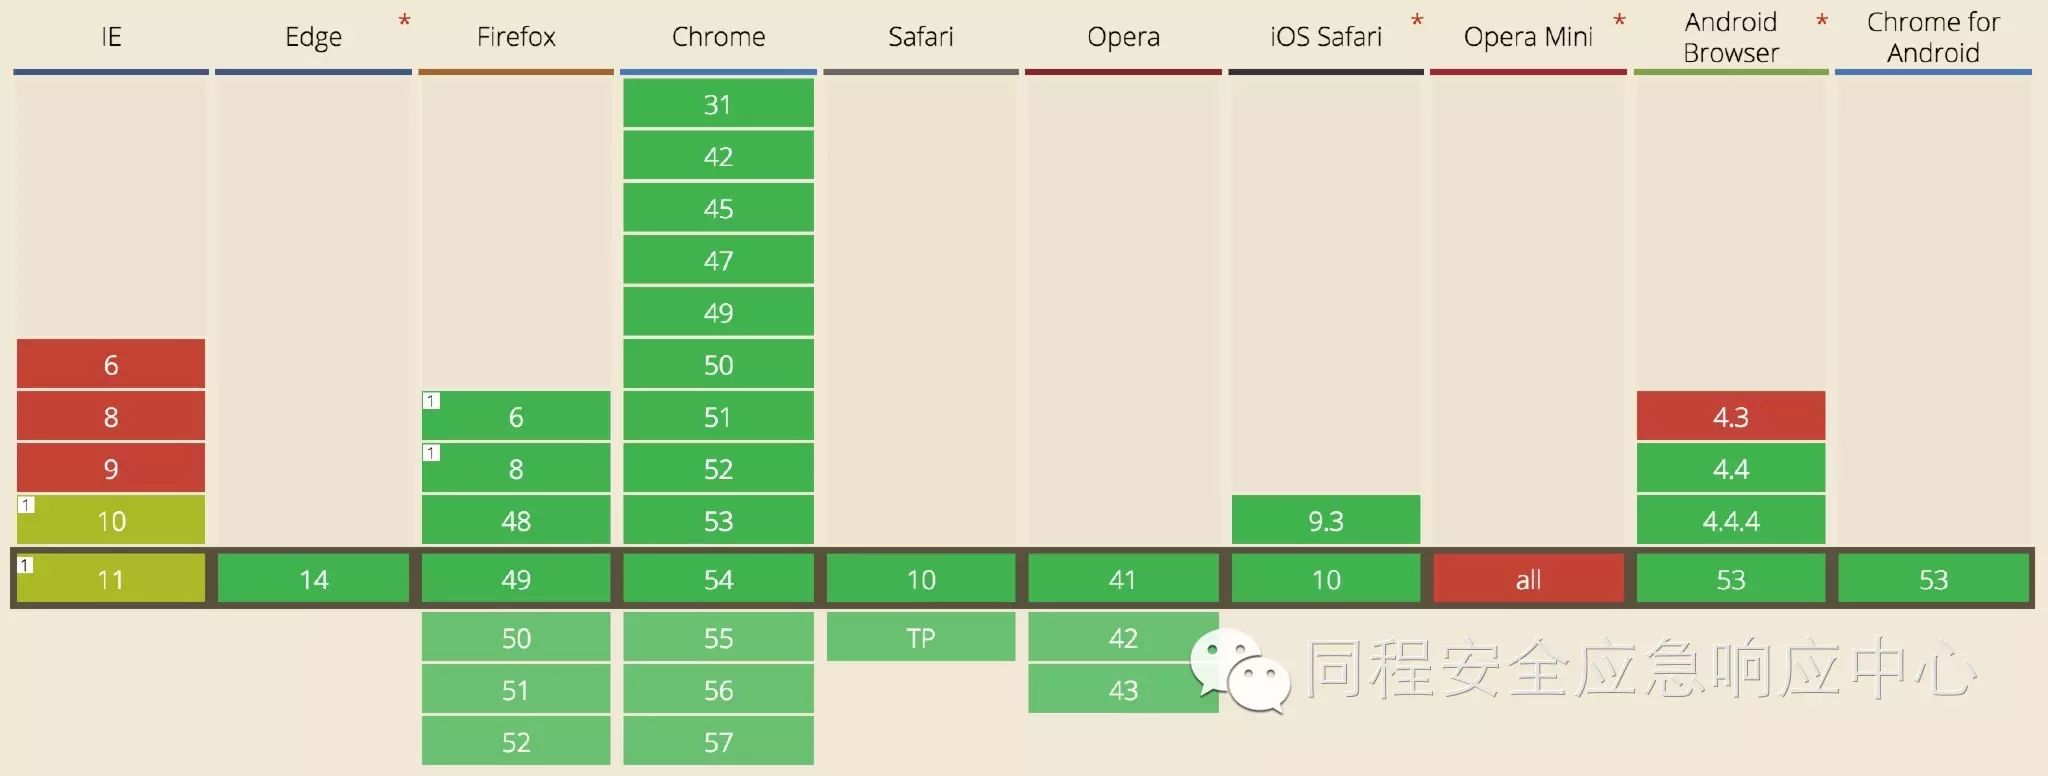 IE Edge * Firefox Chrome Safari Opera iOS Safari * Opera Mini * Android Browser * Chrome for Android
31
42
45
47
49
6 50
8 1 6 51 4.3
9 1 8 52 4.4
1 10 48 53 9.3 4.4.4
1 11 14 49 54 10 41 10 all 53 53
50 55 TP 42
51 56 43
52 57
同程安全应急响应中心